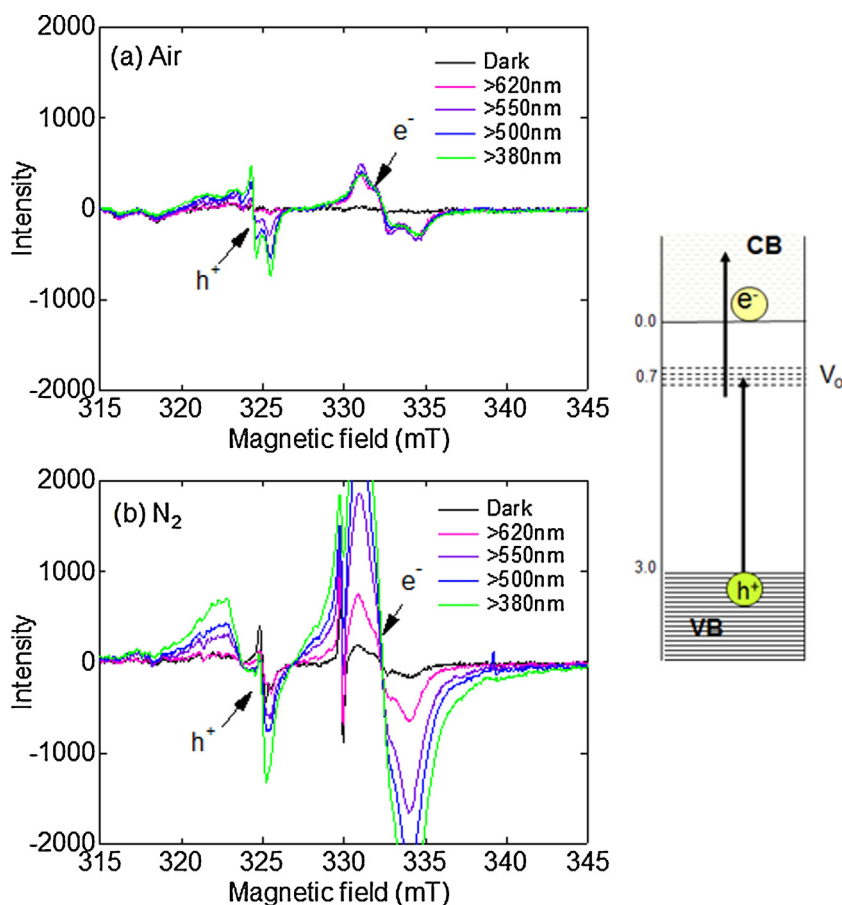 (a) Air
Dark
>620nm
>550nm
>500nm
>380nm
e-
h+
2000
1000
0
-1000
-2000
Intensity
315 320 325 330 335 340 345
Magnetic field (mT)
(b) N2
Dark
>620nm
>550nm
>500nm
>380nm
e-
h+
2000
1000
0
-1000
-2000
Intensity
315 320 325 330 335 340 345
Magnetic field (mT)
CB
e-
0.0
0.7
Vo
3.0
h+
VB